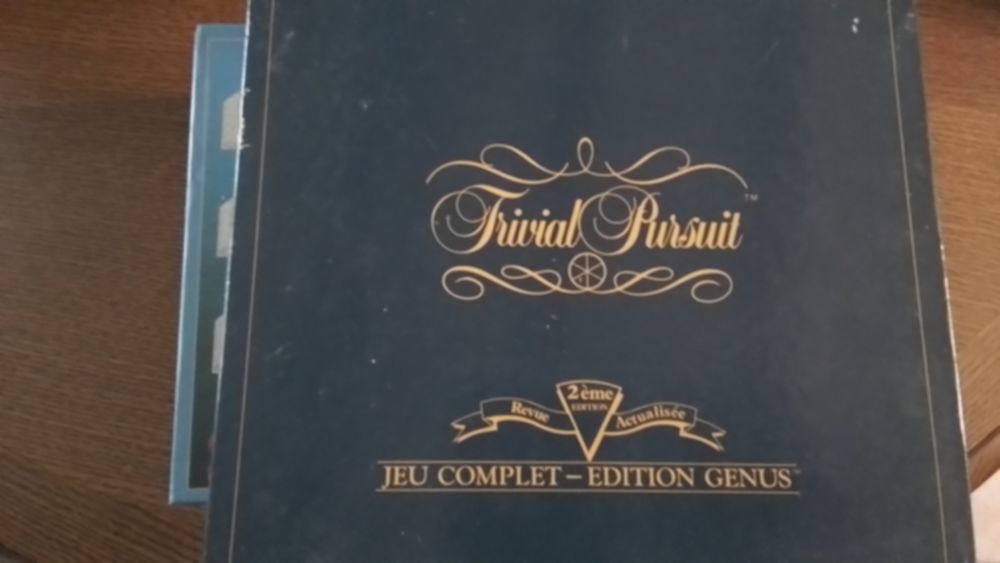 Trivial Pursuit™
2ème
EDITION
Revue Actualisée
JEU COMPLET – EDITION GENUS™